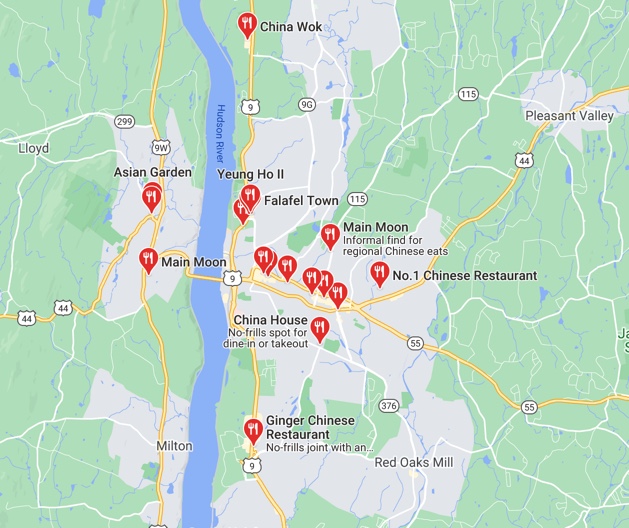 China Wok
9
9G
115
Pleasant Valley
299
Hudson River
44
9W
Lloyd
Asian Garden
Yeung Ho II
Falafel Town
115
Main Moon
Informal find for
regional Chinese eats
Main Moon
9
No.1 Chinese Restaurant
44
44
China House
No-frills spot for
dine-in or takeout
55
376
55
Ginger Chinese
Restaurant
No-frills joint with an...
Milton
9
Red Oaks Mill